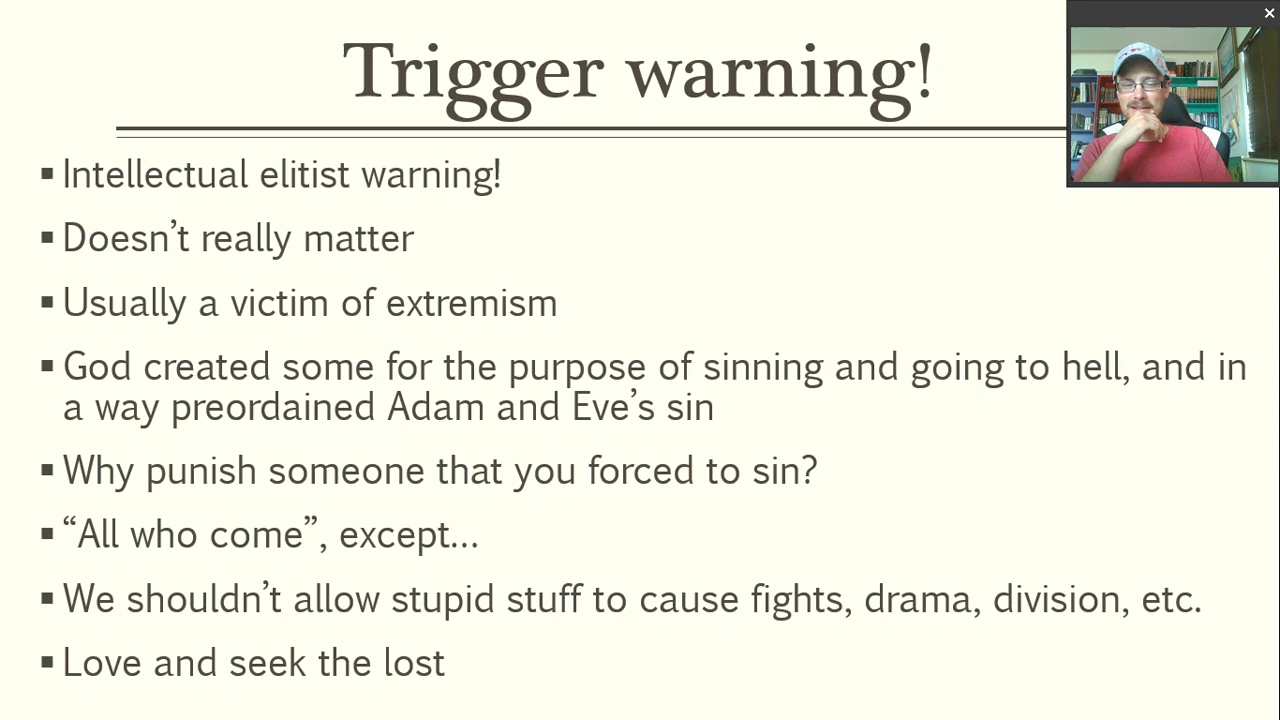 Trigger warning!
▪ Intellectual elitist warning!
▪ Doesn’t really matter
▪ Usually a victim of extremism
▪ God created some for the purpose of sinning and going to hell, and in
a way preordained Adam and Eve’s sin
▪ Why punish someone that you forced to sin?
▪ “All who come”, except…
▪ We shouldn’t allow stupid stuff to cause fights, drama, division, etc.
▪ Love and seek the lost